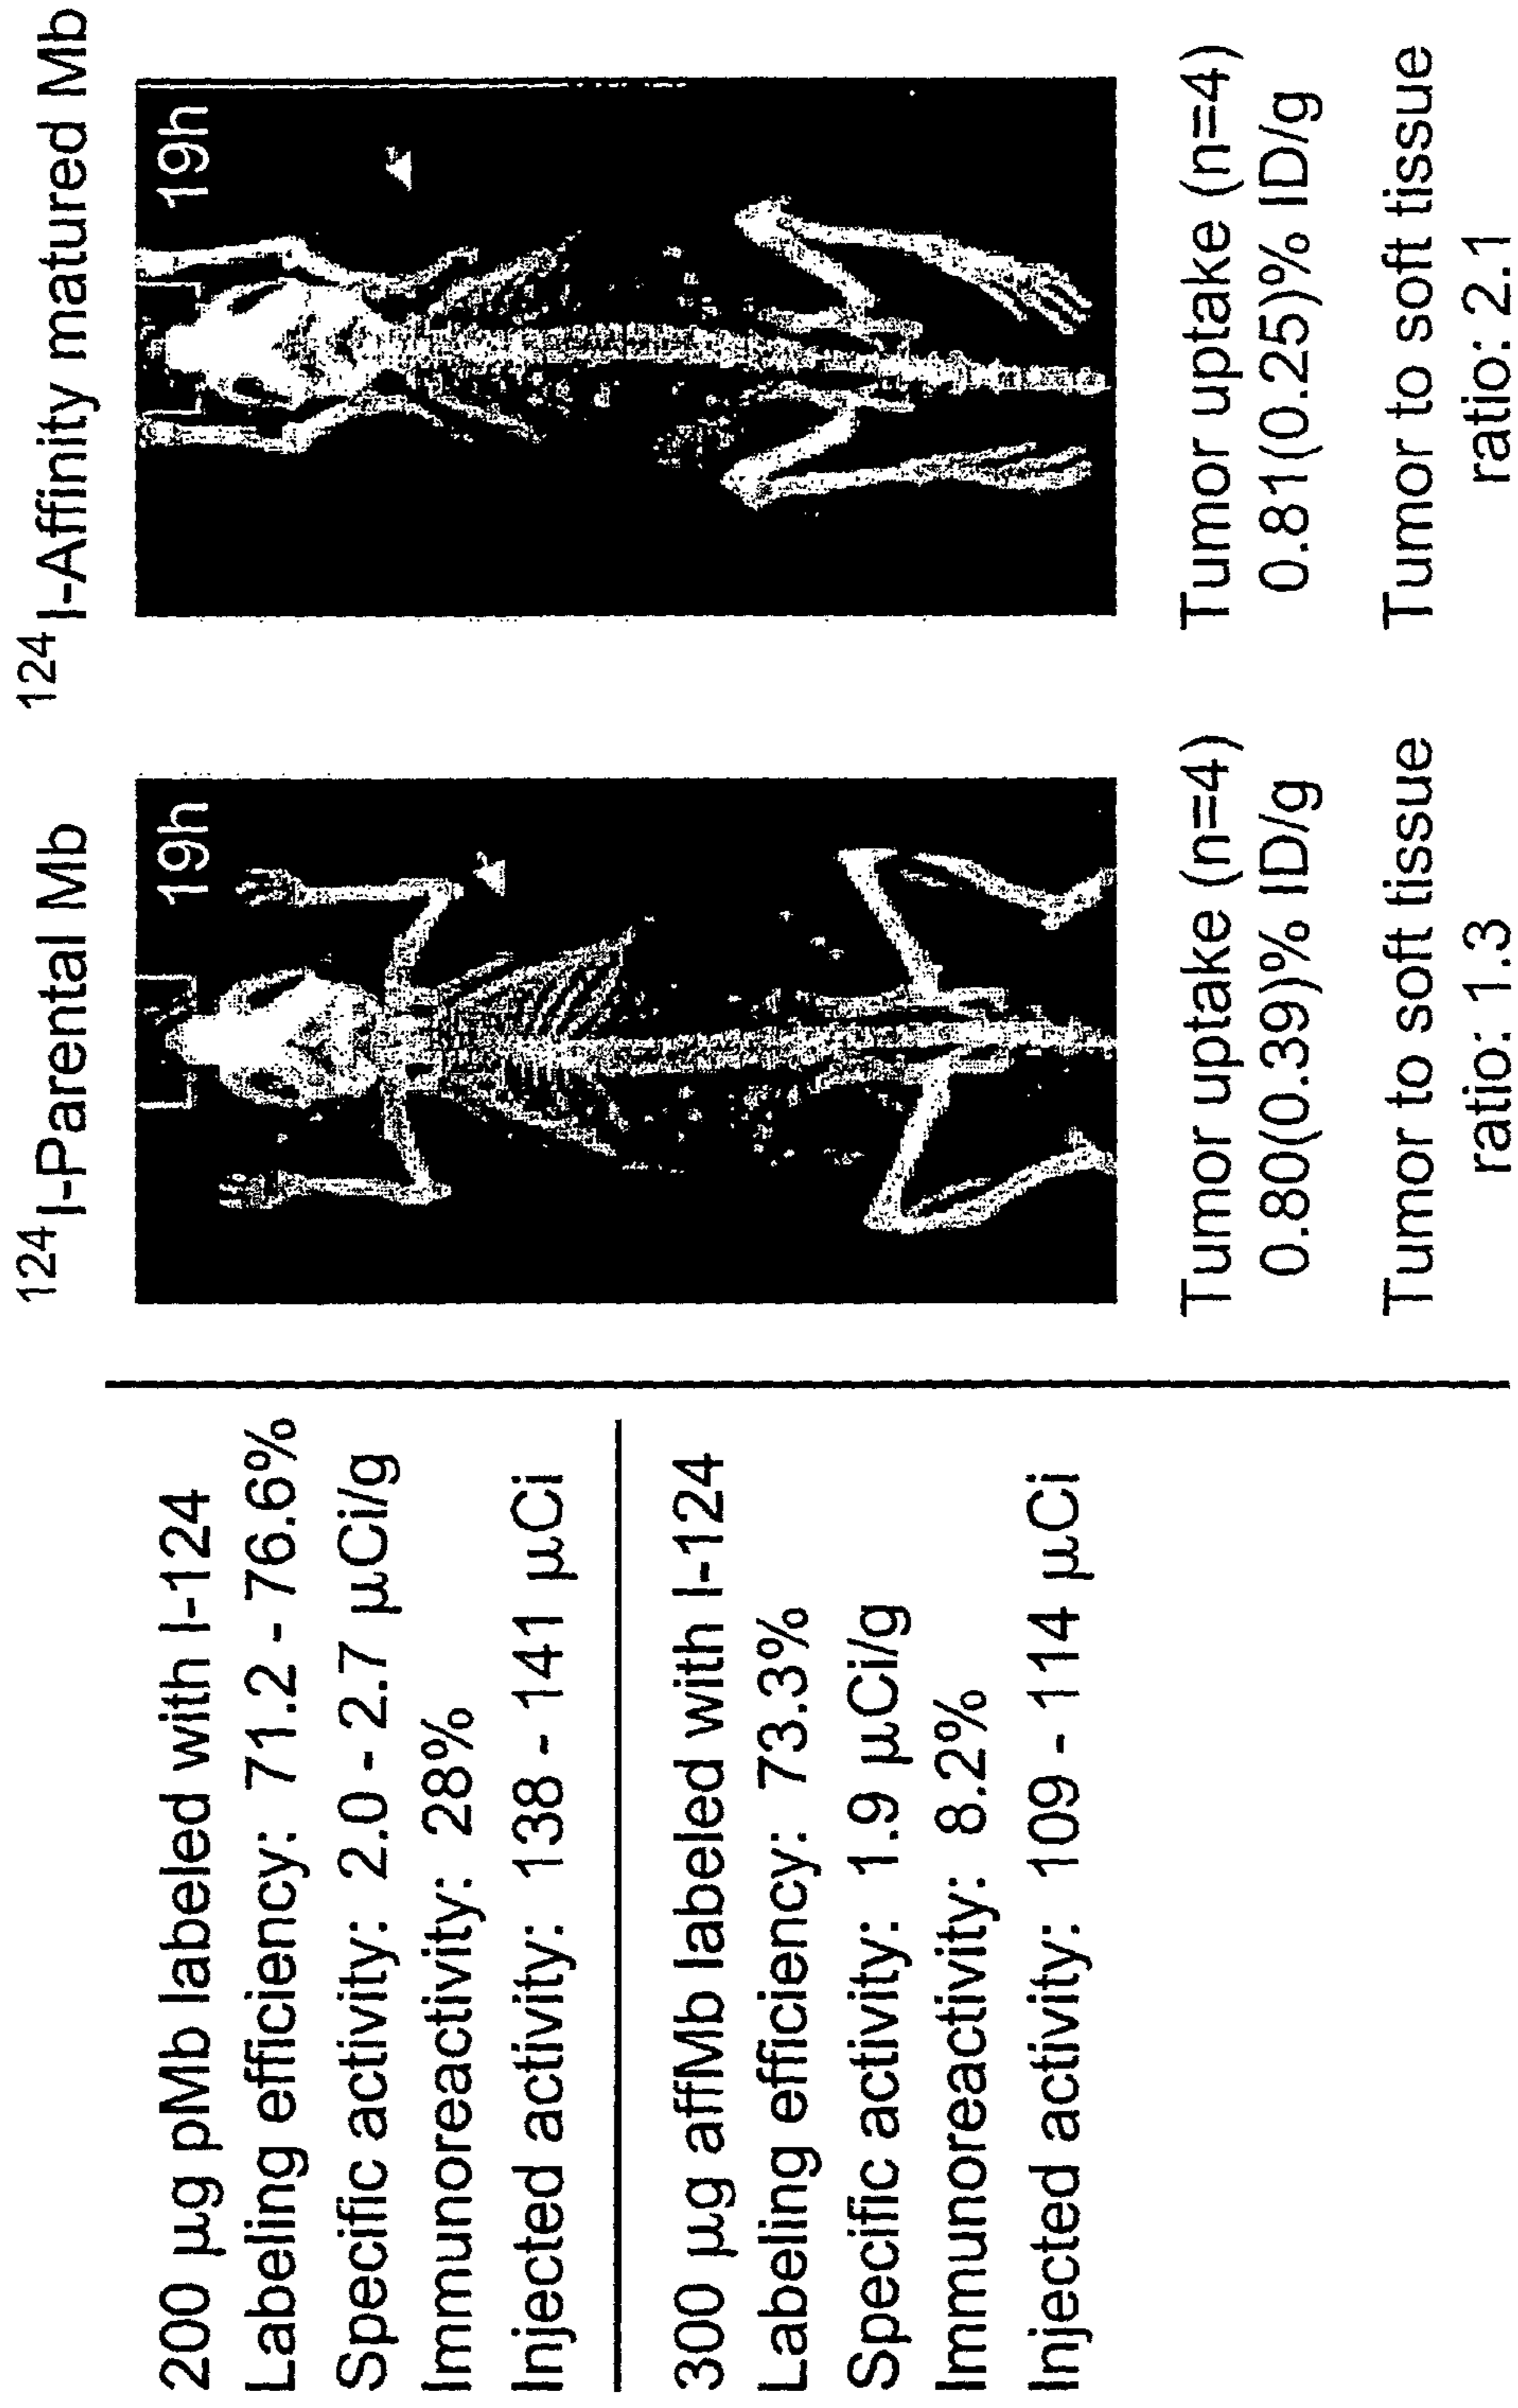 200 µg pMb labeled with I-124
Labeling efficiency: 71.2 - 76.6%
Specific activity: 2.0 - 2.7 µCi/g
Immunoreactivity: 28%
Injected activity: 138 - 141 µCi
300 µg affMb labeled with I-124
Labeling efficiency: 73.3%
Specific activity: 1.9 µCi/g
Immunoreactivity: 8.2%
Injected activity: 109 - 114 µCi
¹²⁴I-Parental Mb
19h
Tumor uptake (n=4)
0.80(0.39)% ID/g
Tumor to soft tissue
ratio: 1.3
¹²⁴I-Affinity matured Mb
19h
Tumor uptake (n=4)
0.81(0.25)% ID/g
Tumor to soft tissue
ratio: 2.1